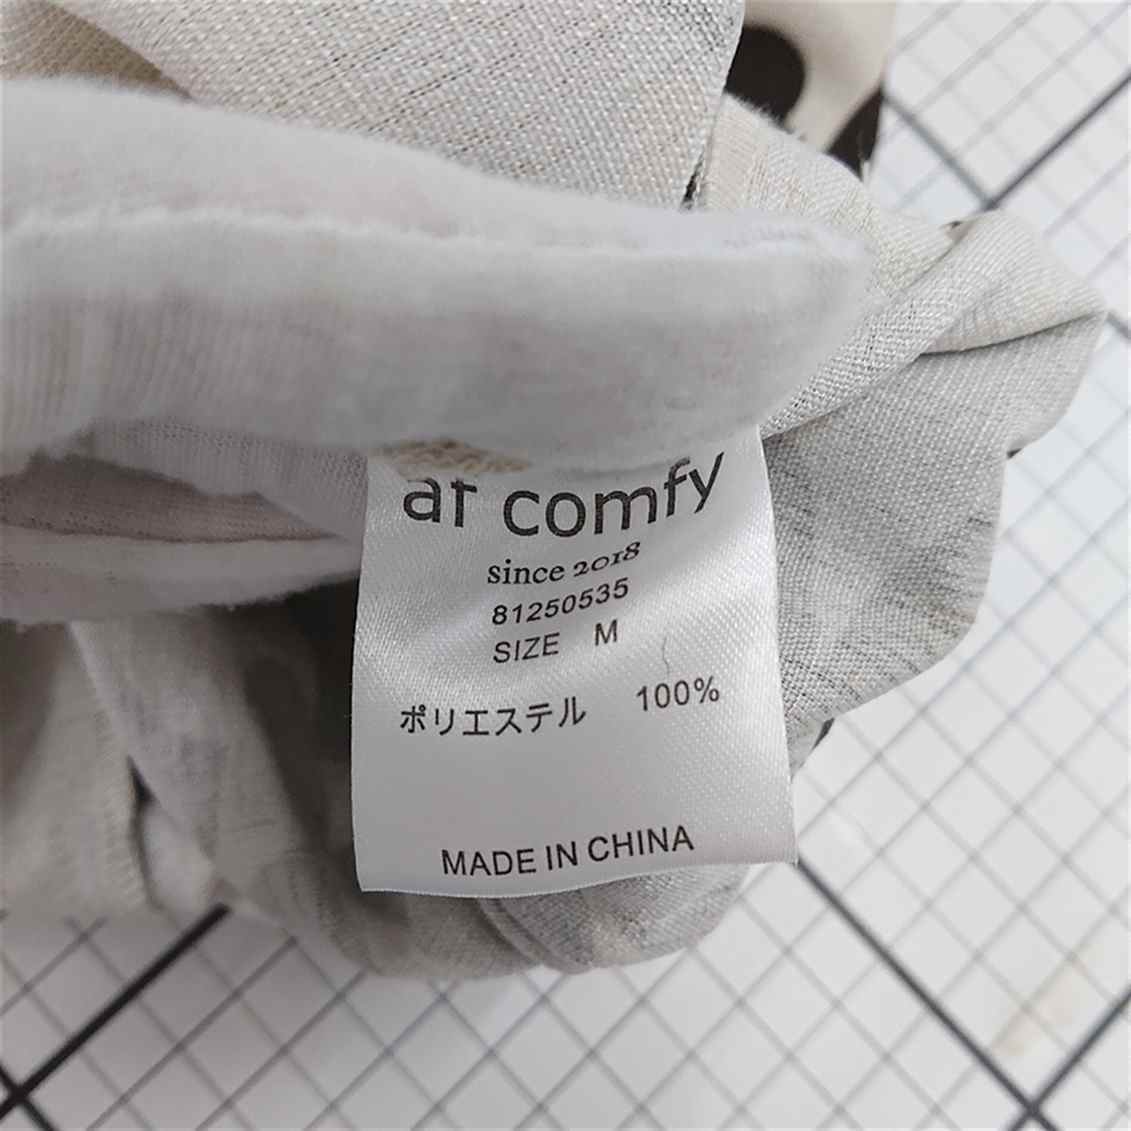 at comfy
since 2018
81250535
SIZE M
ポリエステル 100%
MADE IN CHINA